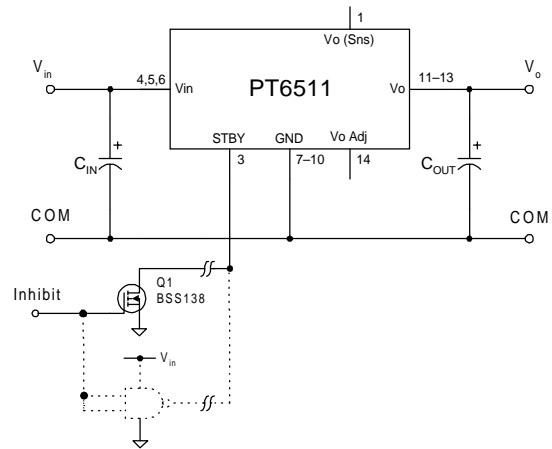 1
Vo (Sns)
Vin
4,5,6
Vin
PT6511
Vo
11–13
Vo
STBY
GND
Vo Adj
3
7–10
14
+
CIN
+
COUT
COM
COM
Q1
BSS138
Inhibit
Vin